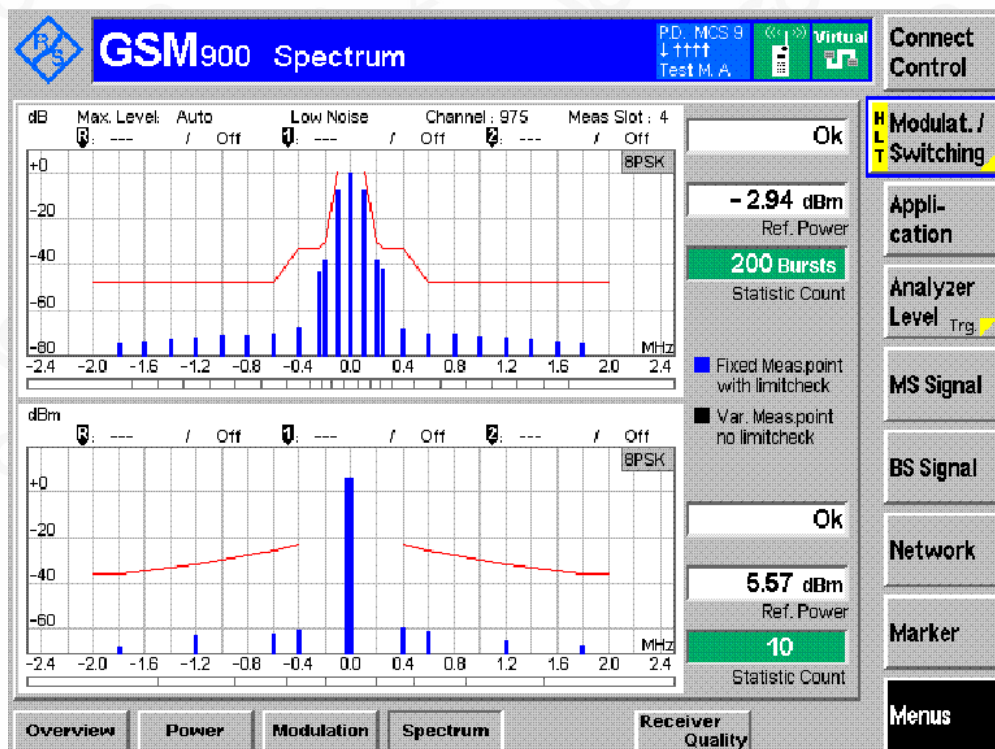 R/S
GSM900 Spectrum
P.D. MCS 9
↓ ↑↑↑↑
Test M. A
Virtual
Connect Control
dB Max. Level: Auto Low Noise Channel : 975 Meas Slot : 4
R : --- / Off 1 : --- / Off 2 : --- / Off
8PSK
+0
-20
-40
-60
-80
MHz
-2.4 -2.0 -1.6 -1.2 -0.8 -0.4 0.0 0.4 0.8 1.2 1.6 2.0 2.4
Ok
- 2.94 dBm
Ref. Power
200 Bursts
Statistic Count
Fixed Meas.point
with limitcheck
Var. Meas.point
no limitcheck
dBm
R : --- / Off 1 : --- / Off 2 : --- / Off
8PSK
+0
-20
-40
-60
MHz
-2.4 -2.0 -1.6 -1.2 -0.8 -0.4 0.0 0.4 0.8 1.2 1.6 2.0 2.4
Ok
5.57 dBm
Ref. Power
10
Statistic Count
HLT
Modulat. /
Switching
Appli-
cation
Analyzer
Level Trg.
MS Signal
BS Signal
Network
Marker
Menus
Overview Power Modulation Spectrum Receiver
Quality